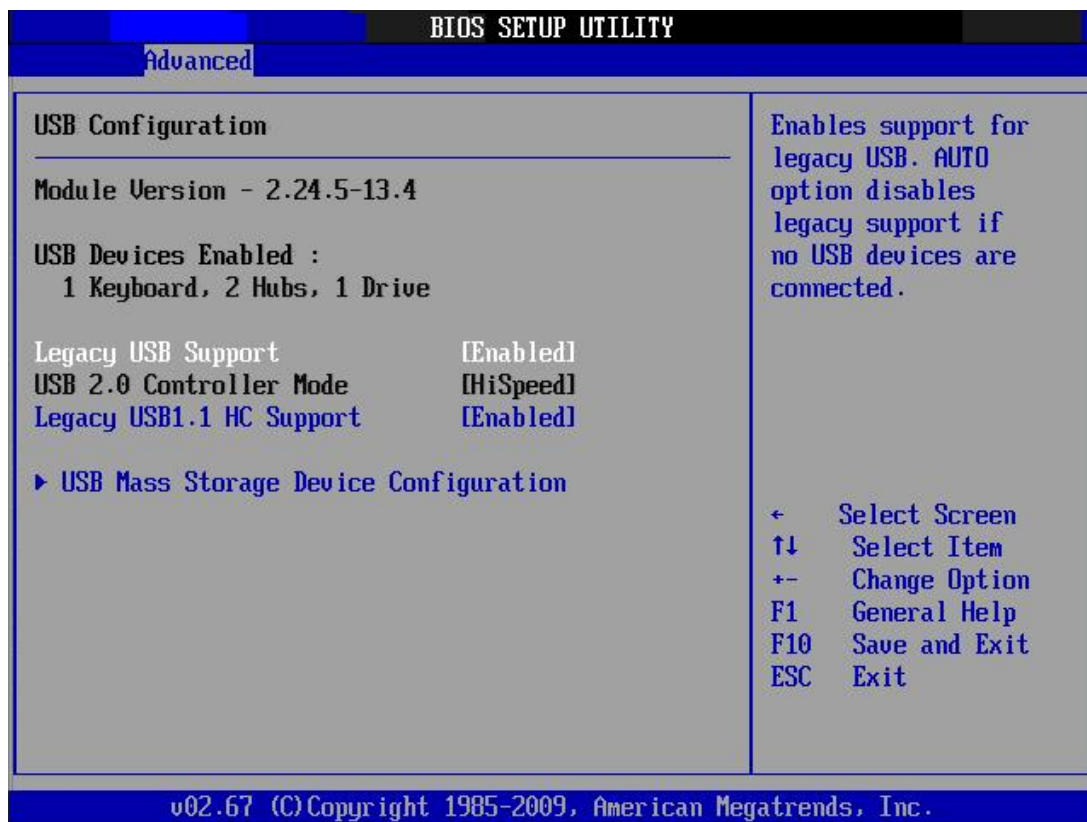 BIOS SETUP UTILITY
Advanced
USB Configuration
Module Version - 2.24.5-13.4
USB Devices Enabled :
1 Keyboard, 2 Hubs, 1 Drive
Legacy USB Support [Enabled]
USB 2.0 Controller Mode [HiSpeed]
Legacy USB1.1 HC Support [Enabled]
▶ USB Mass Storage Device Configuration
Enables support for
legacy USB. AUTO
option disables
legacy support if
no USB devices are
connected.
← Select Screen
↑↓ Select Item
+- Change Option
F1 General Help
F10 Save and Exit
ESC Exit
v02.67 (C)Copyright 1985-2009, American Megatrends, Inc.